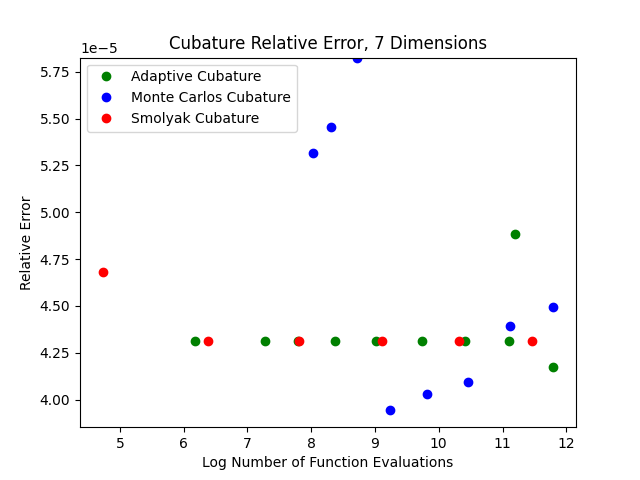 Cubature Relative Error, 7 Dimensions
1e−5
5.75
5.50
5.25
5.00
4.75
4.50
4.25
4.00
Relative Error
Adaptive Cubature
Monte Carlos Cubature
Smolyak Cubature
5 6 7 8 9 10 11 12
Log Number of Function Evaluations